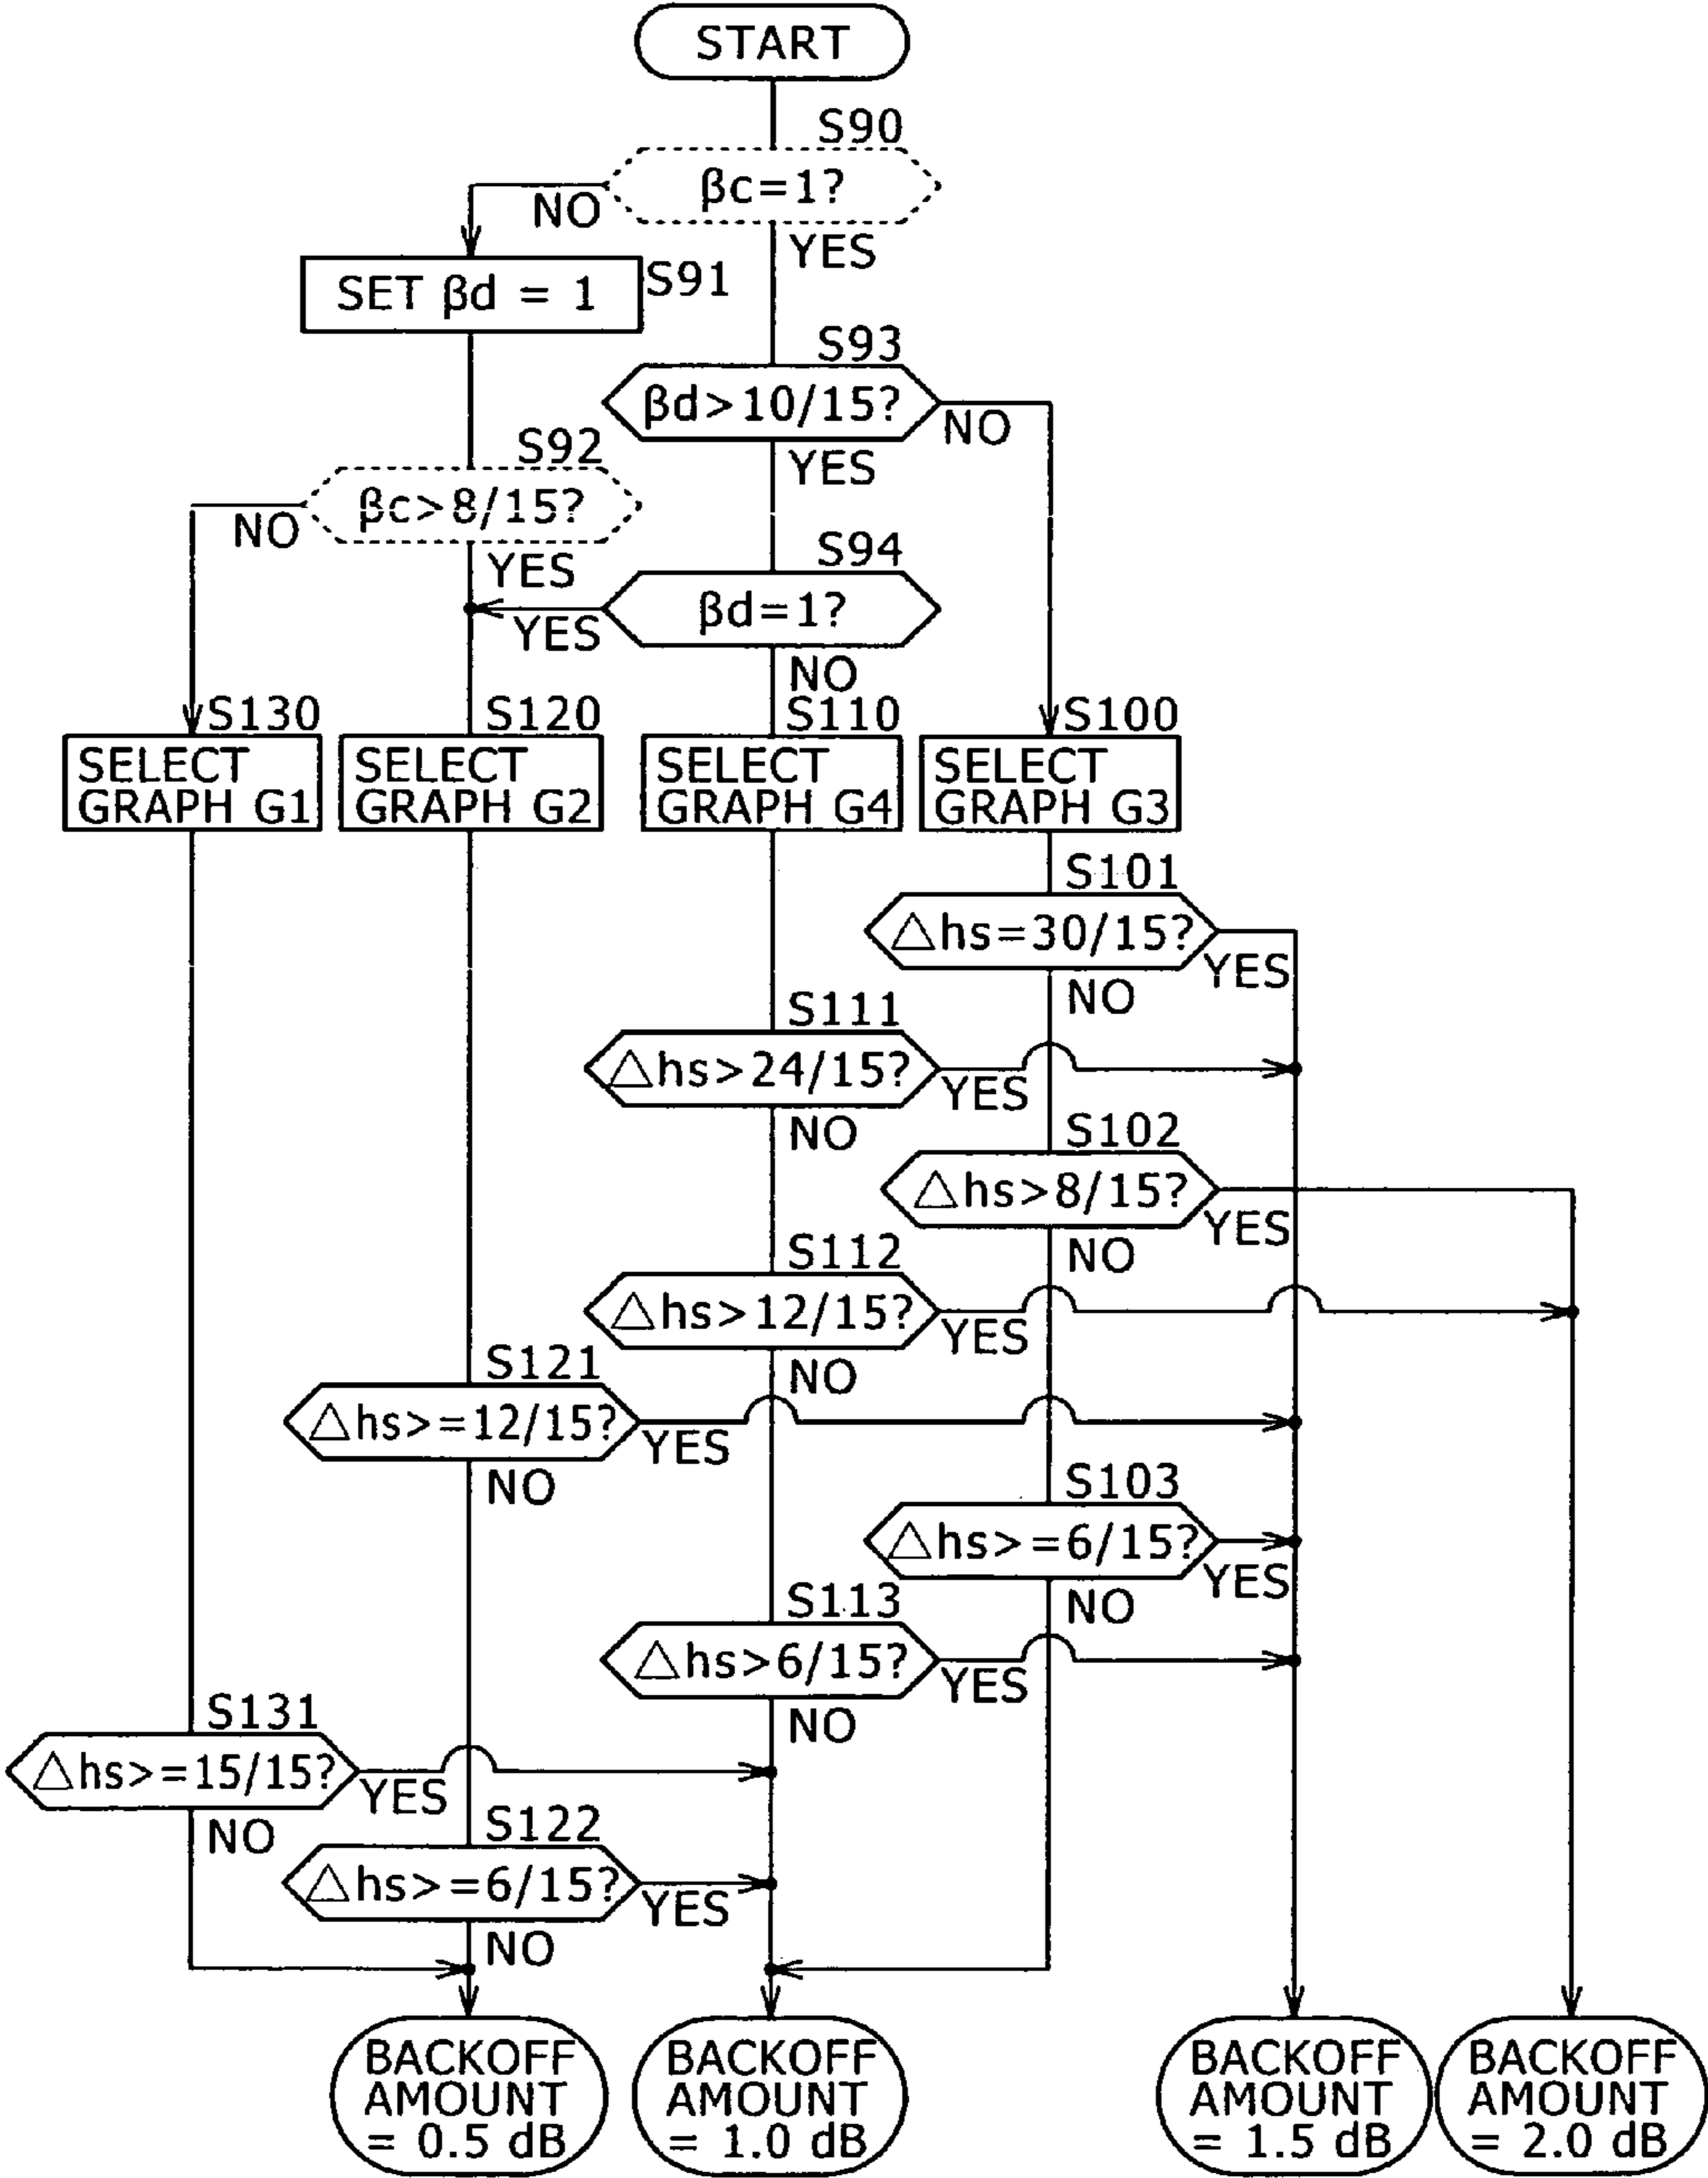 START
S90
βc=1?
NO
YES
SET βd = 1
S91
S93
βd>10/15?
NO
YES
S92
βc>8/15?
NO
YES
S94
βd=1?
YES
NO
S130
S120
S110
S100
SELECT
GRAPH G1
SELECT
GRAPH G2
SELECT
GRAPH G4
SELECT
GRAPH G3
S101
△hs=30/15?
YES
NO
S111
△hs>24/15?
YES
NO
S102
△hs>8/15?
YES
NO
S112
△hs>12/15?
YES
NO
S121
△hs>=12/15?
YES
NO
S103
△hs>=6/15?
YES
NO
S113
△hs>6/15?
YES
NO
S131
△hs>=15/15?
YES
NO
S122
△hs>=6/15?
YES
NO
BACKOFF
AMOUNT
= 0.5 dB
BACKOFF
AMOUNT
= 1.0 dB
BACKOFF
AMOUNT
= 1.5 dB
BACKOFF
AMOUNT
= 2.0 dB